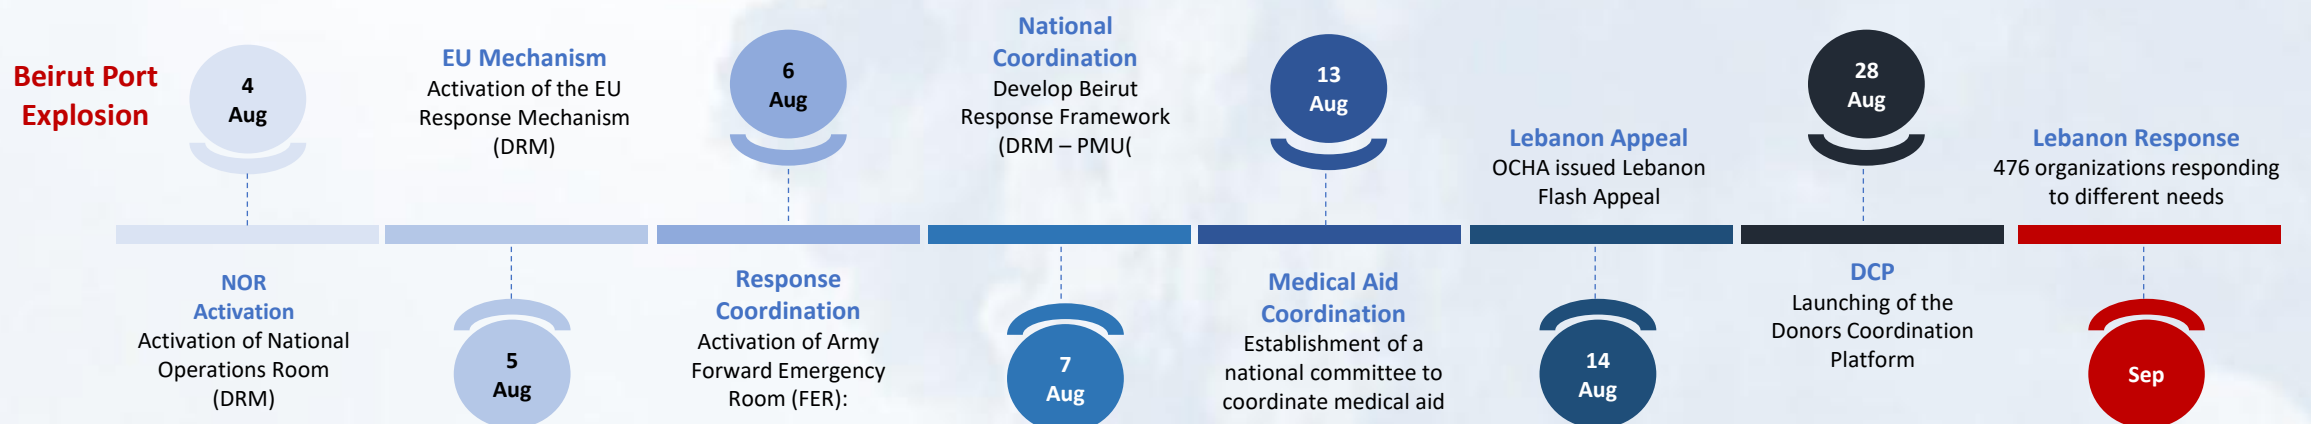 Beirut Port
Explosion
4
Aug
NOR
Activation
Activation of National
Operations Room
(DRM)
EU Mechanism
Activation of the EU
Response Mechanism
(DRM)
5
Aug
6
Aug
Response
Coordination
Activation of Army
Forward Emergency
Room (FER):
National
Coordination
Develop Beirut
Response Framework
(DRM – PMU(
7
Aug
13
Aug
Medical Aid
Coordination
Establishment of a
national committee to
coordinate medical aid
Lebanon Appeal
OCHA issued Lebanon
Flash Appeal
14
Aug
28
Aug
DCP
Launching of the
Donors Coordination
Platform
Lebanon Response
476 organizations responding
to different needs
Sep